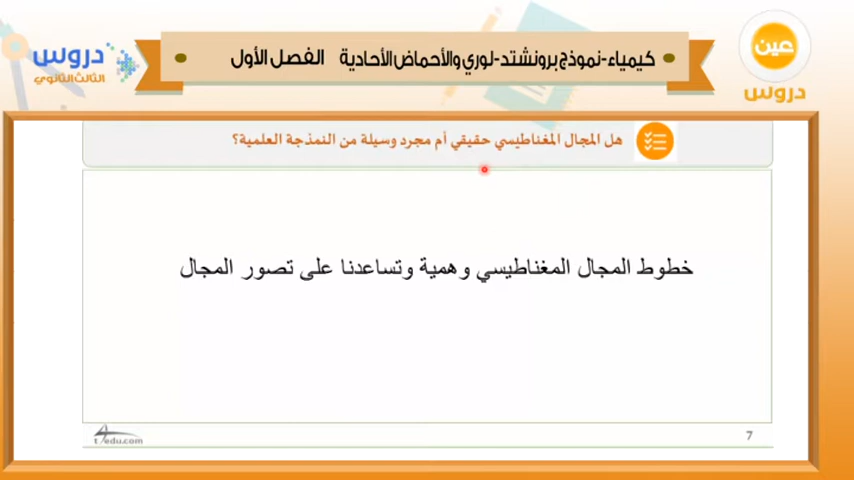 دروس
الثالث الثانوي
كيمياء-نموذج برونشتد-لوري والأحماض الأحادية الفصل الأول
عين
دروس
هل المجال المغناطيسي حقيقي أم مجرد وسيلة من النمذجة العلمية؟
خطوط المجال المغناطيسي وهمية وتساعدنا على تصور المجال
t4edu.com
7